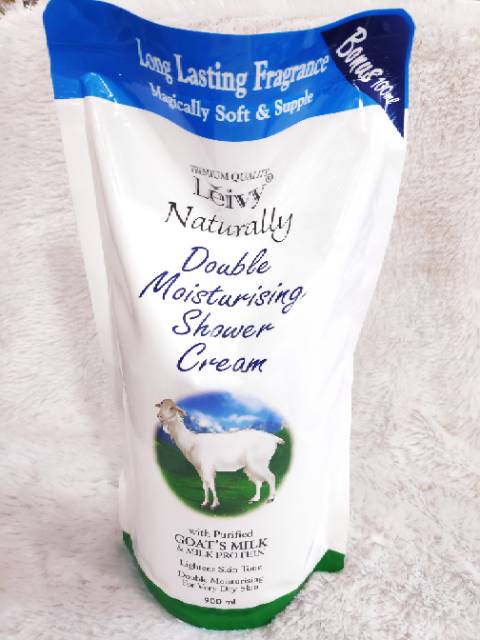 Long Lasting Fragrance
Magically Soft & Supple
Bonus 100ml
PREMIUM QUALITY
Leivy®
Naturally
Double
Moisturising
Shower
Cream
with Purified
GOAT'S MILK
& MILK PROTEIN
Lightens Skin Tone
Double Moisturising
For Very Dry Skin
900 ml